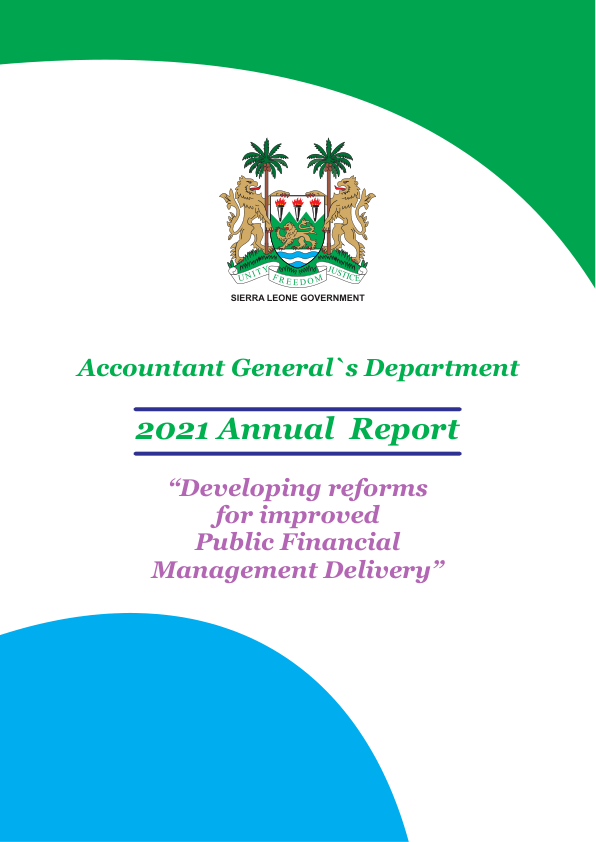 UNITY FREEDOM JUSTICE
SIERRA LEONE GOVERNMENT
Accountant General`s Department
2021 Annual Report
“Developing reforms
for improved
Public Financial
Management Delivery”